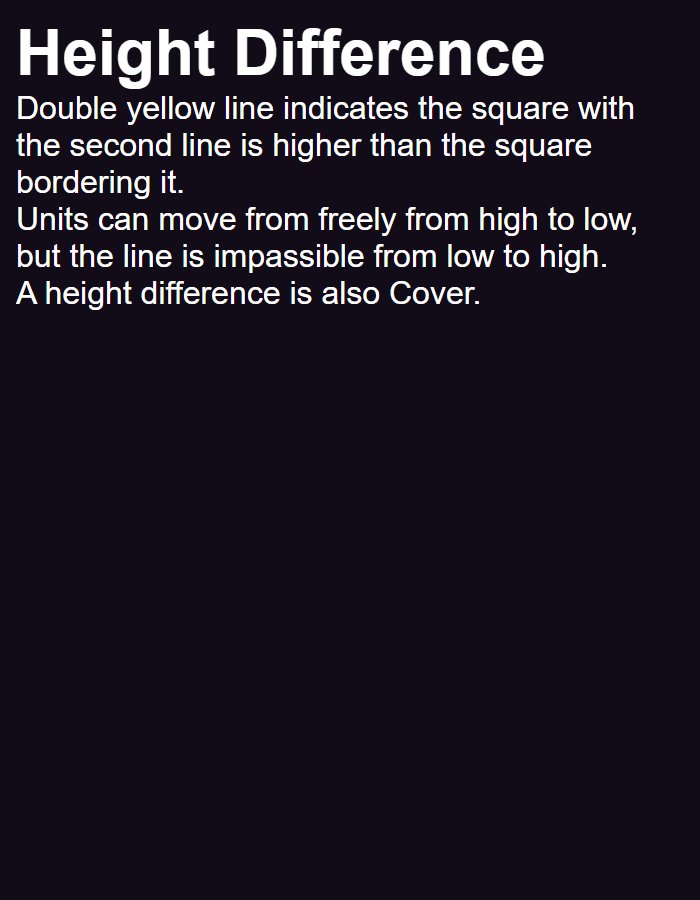 Height Difference
Double yellow line indicates the square with
the second line is higher than the square
bordering it.
Units can move from freely from high to low,
but the line is impassible from low to high.
A height difference is also Cover.